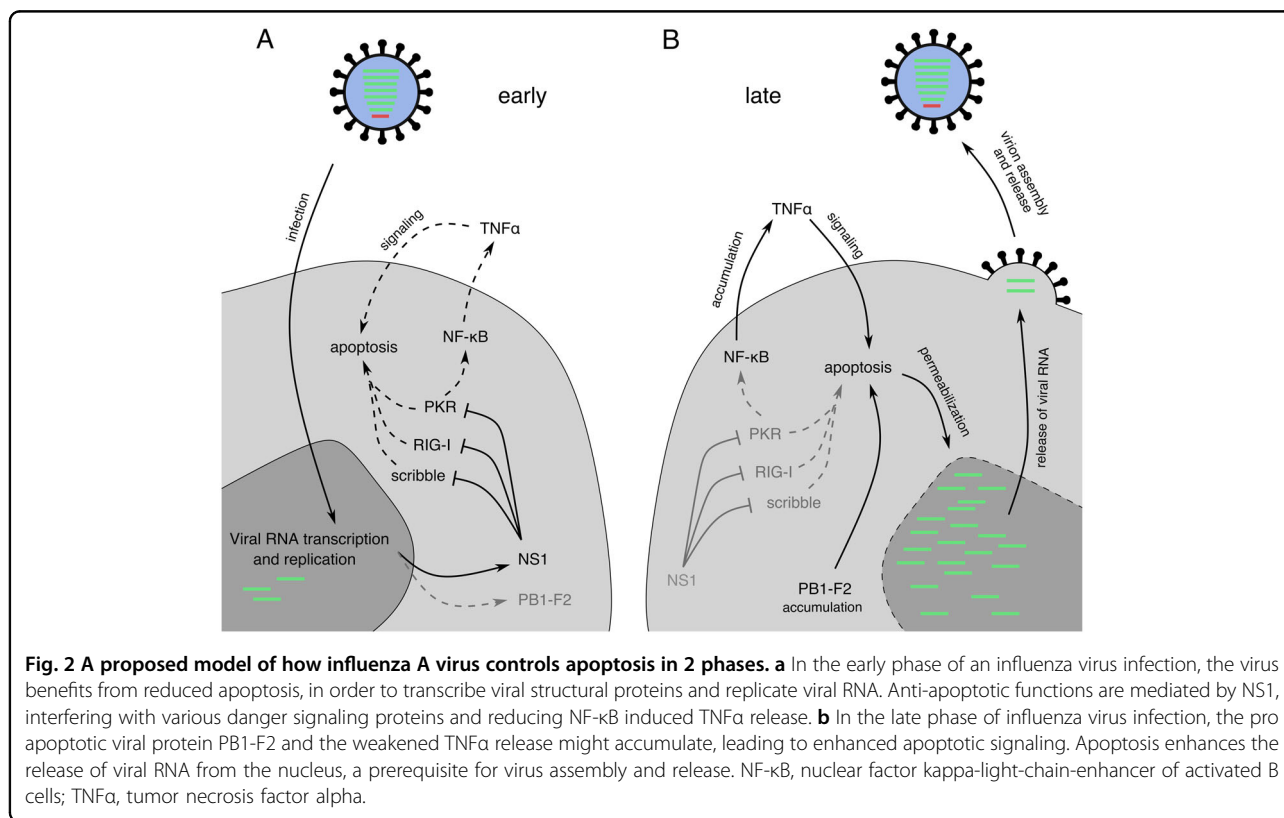 A
early
infection
signaling
TNFα
apoptosis
NF-κB
PKR
RIG-I
scribble
Viral RNA transcription
and replication
NS1
PB1-F2
B
late
virion assembly
and release
TNFα
accumulation
signaling
NF-κB
apoptosis
permeabilization
release of viral RNA
PKR
RIG-I
scribble
NS1
PB1-F2
accumulation
Fig. 2 A proposed model of how influenza A virus controls apoptosis in 2 phases. a In the early phase of an influenza virus infection, the virus
benefits from reduced apoptosis, in order to transcribe viral structural proteins and replicate viral RNA. Anti-apoptotic functions are mediated by NS1,
interfering with various danger signaling proteins and reducing NF-κB induced TNFα release. b In the late phase of influenza virus infection, the pro
apoptotic viral protein PB1-F2 and the weakened TNFα release might accumulate, leading to enhanced apoptotic signaling. Apoptosis enhances the
release of viral RNA from the nucleus, a prerequisite for virus assembly and release. NF-κB, nuclear factor kappa-light-chain-enhancer of activated B
cells; TNFα, tumor necrosis factor alpha.